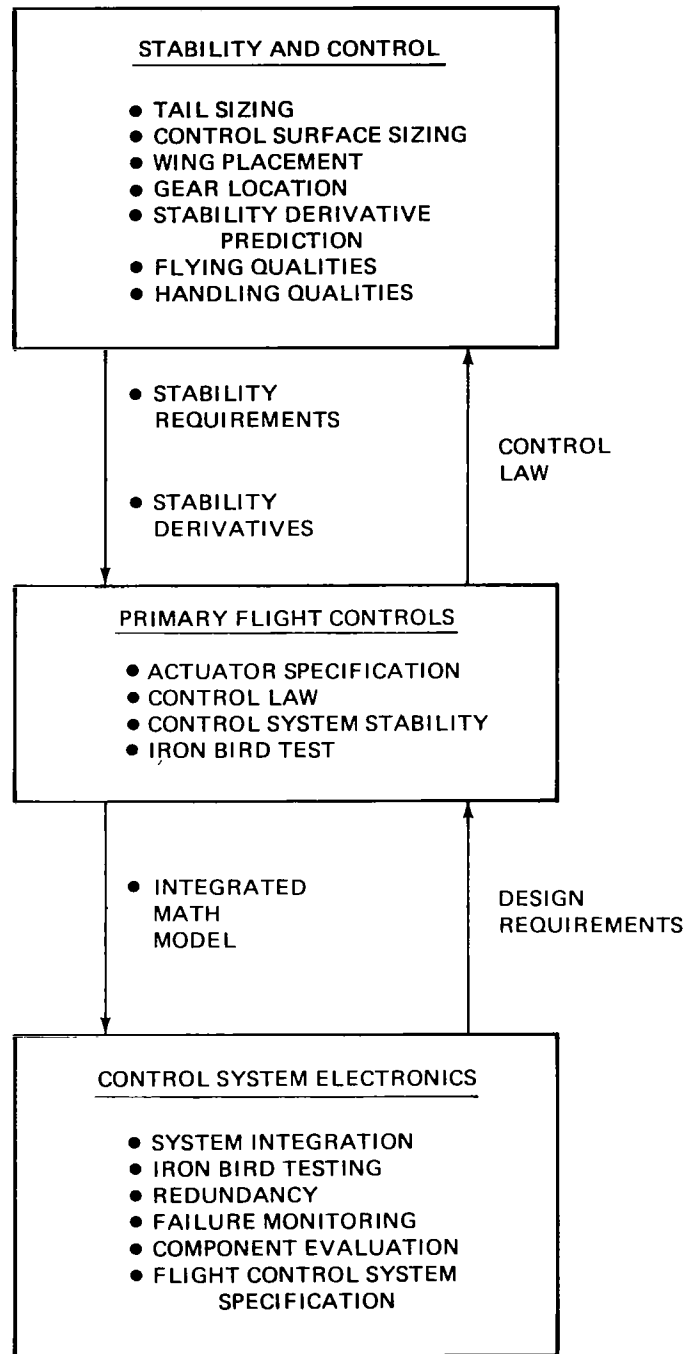 STABILITY AND CONTROL
● TAIL SIZING
● CONTROL SURFACE SIZING
● WING PLACEMENT
● GEAR LOCATION
● STABILITY DERIVATIVE
PREDICTION
● FLYING QUALITIES
● HANDLING QUALITIES
● STABILITY
REQUIREMENTS
● STABILITY
DERIVATIVES
CONTROL
LAW
PRIMARY FLIGHT CONTROLS
● ACTUATOR SPECIFICATION
● CONTROL LAW
● CONTROL SYSTEM STABILITY
● IRON BIRD TEST
● INTEGRATED
MATH
MODEL
DESIGN
REQUIREMENTS
CONTROL SYSTEM ELECTRONICS
● SYSTEM INTEGRATION
● IRON BIRD TESTING
● REDUNDANCY
● FAILURE MONITORING
● COMPONENT EVALUATION
● FLIGHT CONTROL SYSTEM
SPECIFICATION